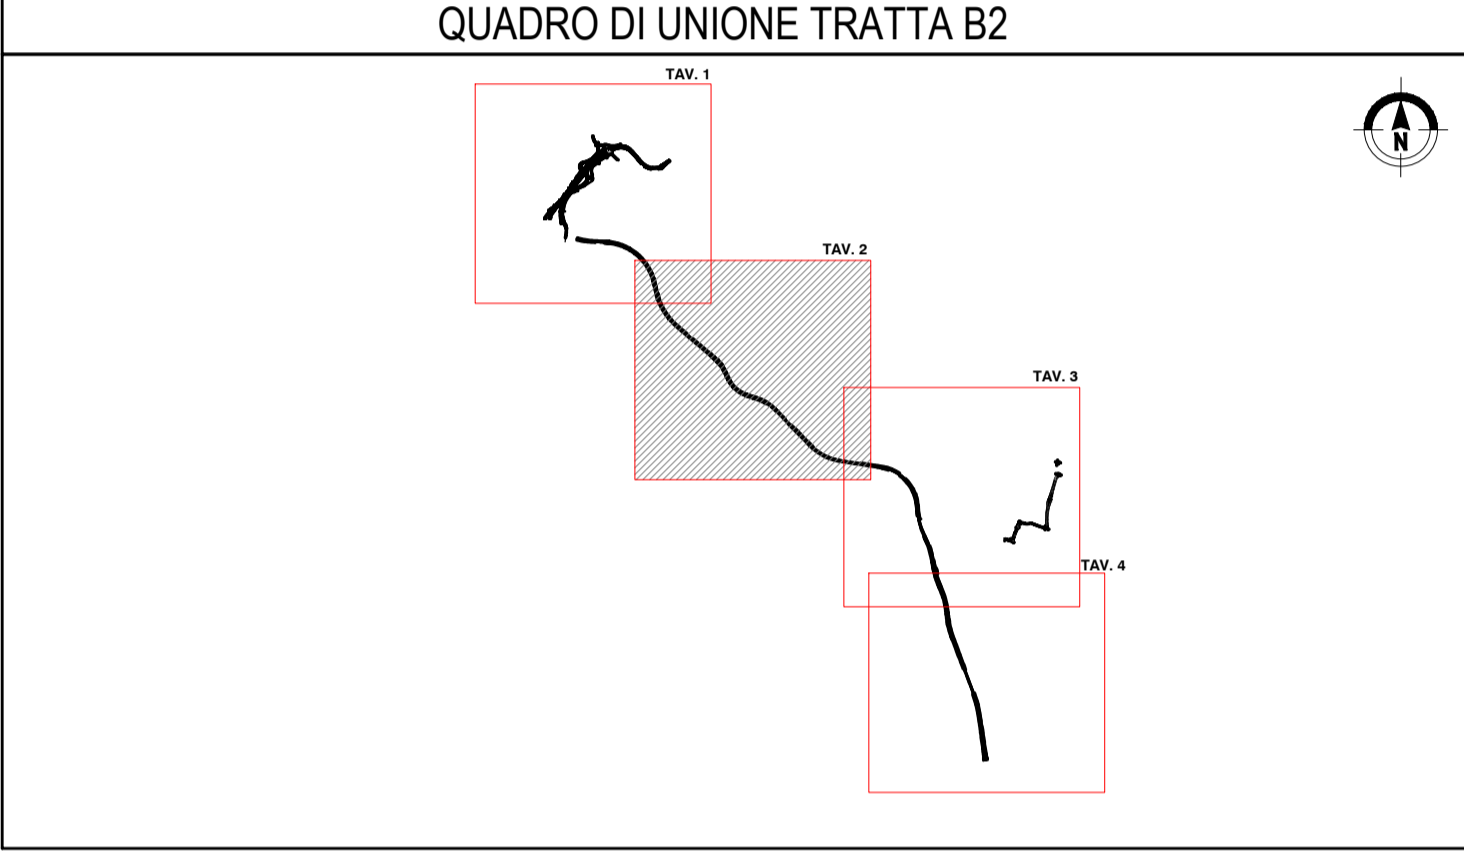 QUADRO DI UNIONE TRATTA B2
TAV. 1
N
TAV. 2
TAV. 3
TAV. 4